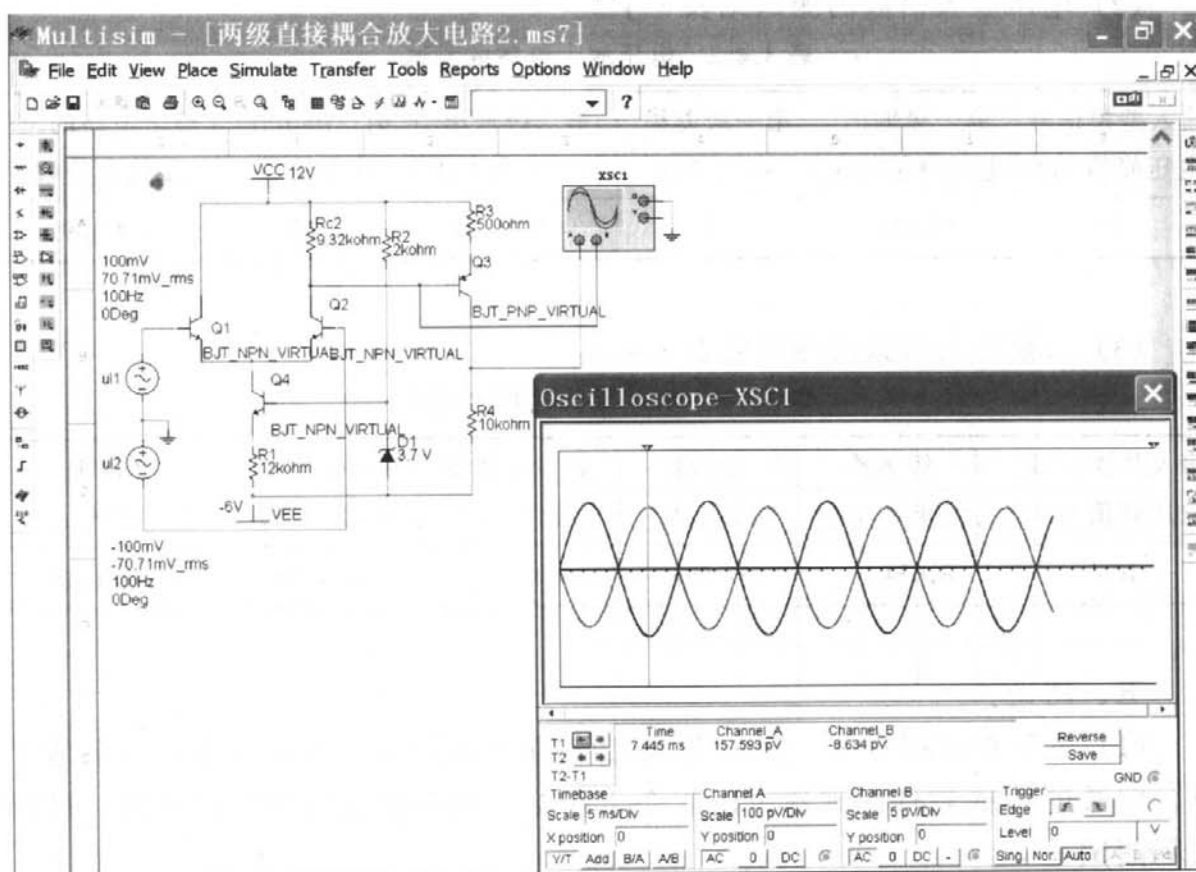 Multisim - [两级直接耦合放大电路2.ms7]
File Edit View Place Simulate Transfer Tools Reports Options Window Help
?
VCC 12V
XSC1
Rc2
9.32kohm
R2
2kohm
R3
500ohm
100mV
70.71mV_rms
100Hz
0Deg
Q3
BJT_PNP_VIRTUAL
Q1
Q2
BJT_NPN_VIRTUAL
BJT_NPN_VIRTUAL
ui1
Q4
BJT_NPN_VIRTUAL
R4
10kohm
D1
3.7 V
ui2
R1
12kohm
-6V
VEE
-100mV
-70.71mV_rms
100Hz
0Deg
Oscilloscope-XSC1
Time Channel_A Channel_B
T1 7.445 ms 157.593 pV -8.634 pV
T2
T2-T1
Reverse
Save
GND
Timebase Channel A Channel B Trigger
Scale 5 ms/Div Scale 100 pV/Div Scale 5 pV/Div Edge
X position 0 Y position 0 Y position 0 Level 0 V
Y/T Add B/A A/B AC 0 DC AC 0 DC - Sing Nor. Auto A B